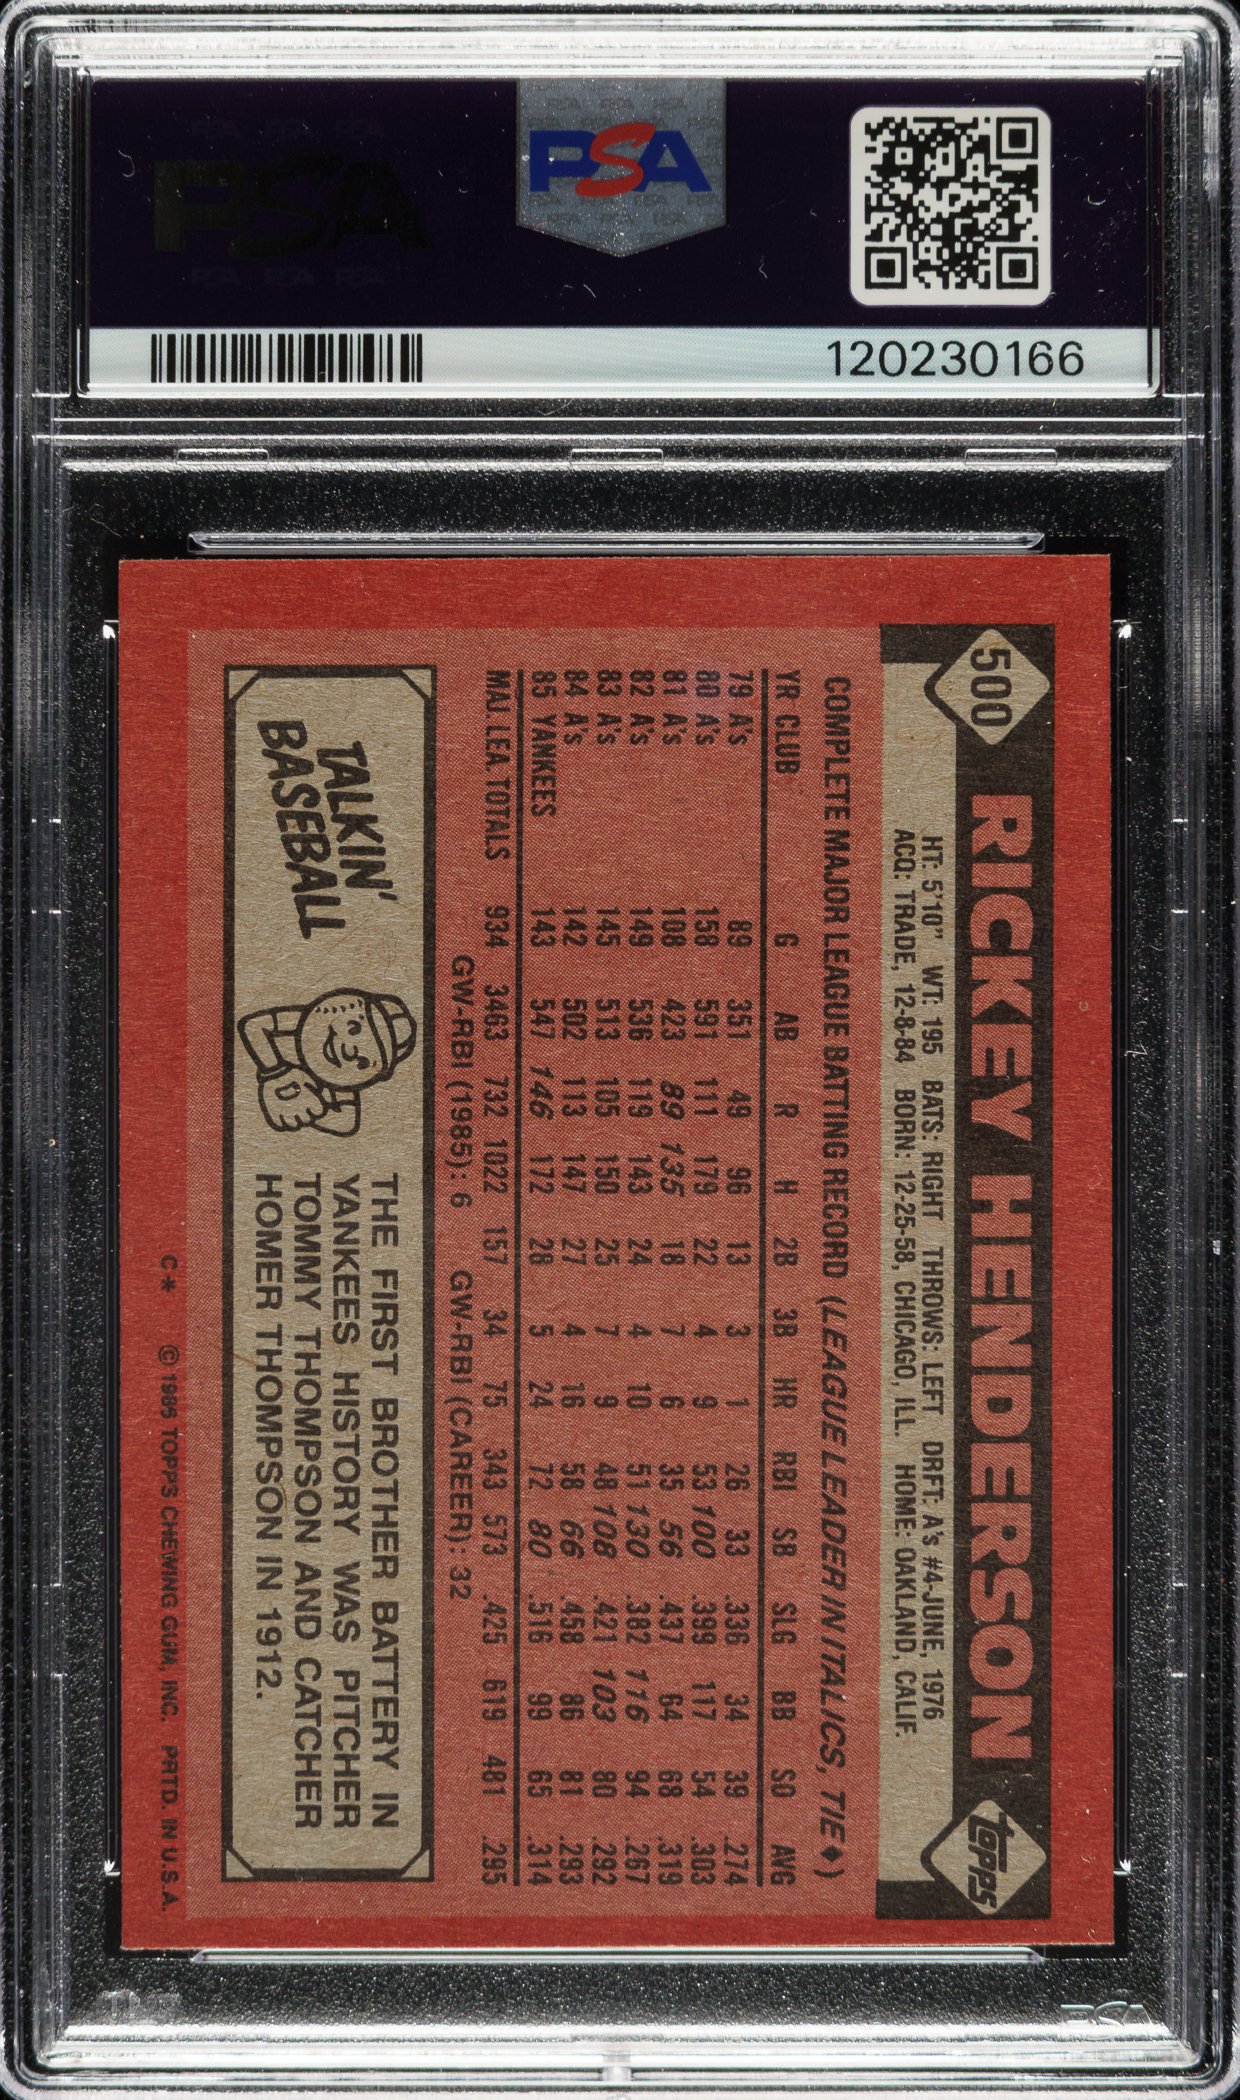 PSA
PSA
120230166
500 RICKEY HENDERSON topps
HT: 5'10" WT: 195 BATS: RIGHT THROWS: LEFT DRFT: A's #4-JUNE, 1976
ACQ: TRADE, 12-8-84 BORN: 12-25-58, CHICAGO, ILL. HOME: OAKLAND, CALIF.
COMPLETE MAJOR LEAGUE BATTING RECORD (LEAGUE LEADER IN ITALICS, TIE♦)
YR CLUB G AB R H 2B 3B HR RBI SB SLG BB SO AVG
79 A's 89 351 49 96 13 3 1 26 33 .336 34 39 .274
80 A's 158 591 111 179 22 4 9 53 100 .399 117 54 .303
81 A's 108 423 89 135 18 7 6 35 56 .437 64 68 .319
82 A's 149 536 119 143 24 4 10 51 130 .382 116 94 .267
83 A's 145 513 105 150 25 7 9 48 108 .421 103 80 .292
84 A's 142 502 113 147 27 4 16 58 66 .458 86 81 .293
85 YANKEES 143 547 146 172 28 5 24 72 80 .516 99 65 .314
MAJ. LEA. TOTALS 934 3463 732 1022 157 34 75 343 573 .425 619 481 .295
GW-RBI (1985): 6 GW-RBI (CAREER): 32
TALKIN'
BASEBALL
THE FIRST BROTHER BATTERY IN
YANKEES HISTORY WAS PITCHER
TOMMY THOMPSON AND CATCHER
HOMER THOMPSON IN 1912.
C* © 1986 TOPPS CHEWING GUM, INC. PRTD. IN U.S.A.
PSA